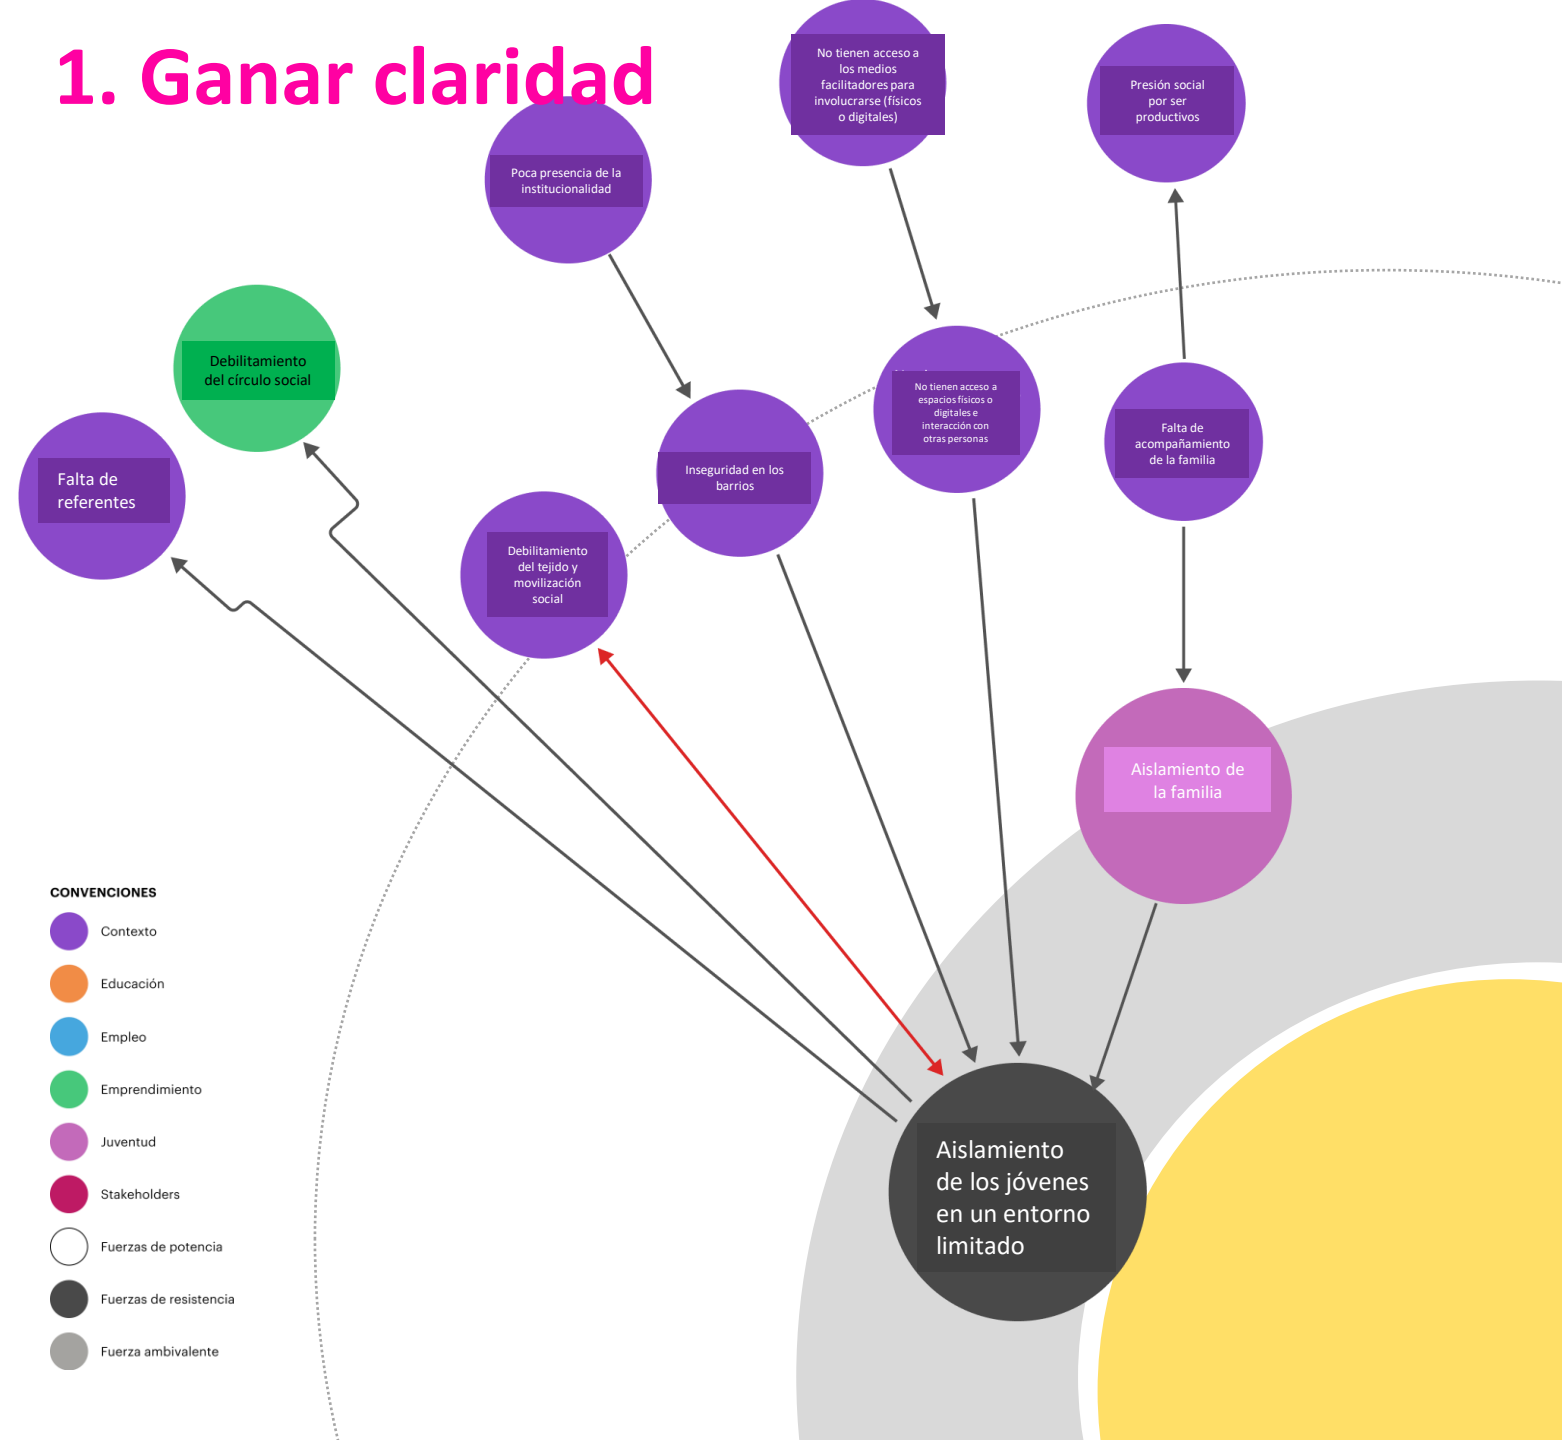 1. Ganar claridad
No tienen acceso a
los medios
facilitadores para
involucrarse (físicos
o digitales)
Presión social
por ser
productivos
Poca presencia de la
institucionalidad
Debilitamiento
del círculo social
Falta de
referentes
Inseguridad en los
barrios
No tienen acceso a
espacios físicos o
digitales e
interacción con
otras personas
Falta de
acompañamiento
de la familia
Debilitamiento
del tejido y
movilización
social
Aislamiento de
la familia
Aislamiento
de los jóvenes
en un entorno
limitado
CONVENCIONES
Contexto
Educación
Empleo
Emprendimiento
Juventud
Stakeholders
Fuerzas de potencia
Fuerzas de resistencia
Fuerza ambivalente